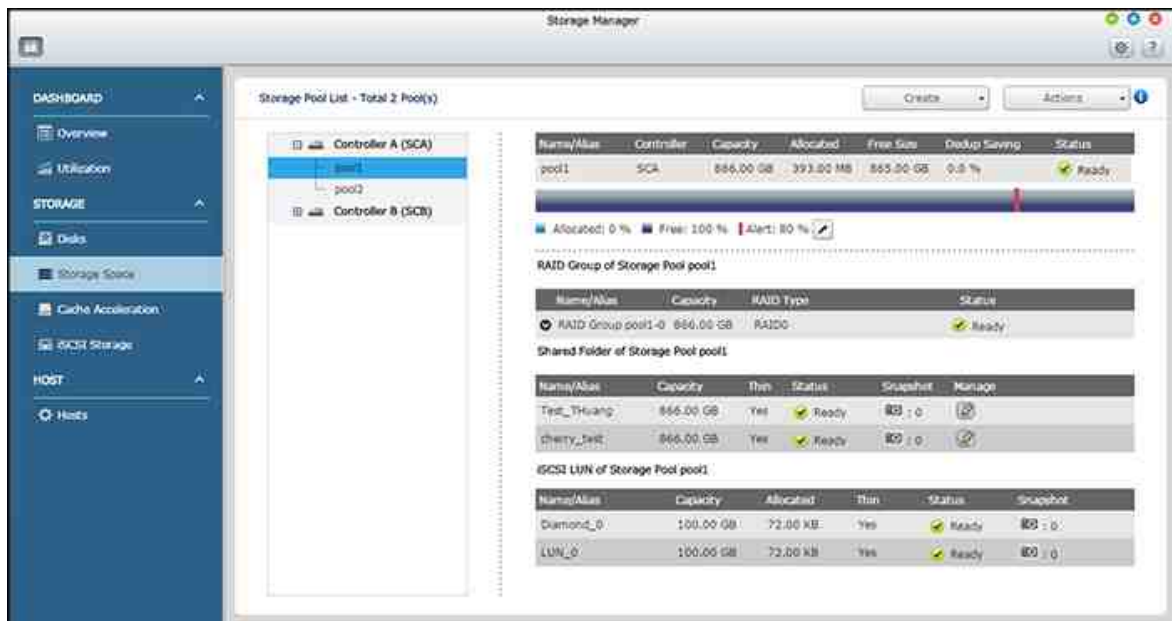 Storage Manager
DASHBOARD
Overview
Utilization
STORAGE
Disks
Storage Space
Cache Acceleration
iSCSI Storage
HOST
Hosts
Storage Pool List - Total 2 Pool(s)
Create
Actions
Controller A (SCA)
pool1
pool2
Controller B (SCB)
Name/Alias Controller Capacity Allocated Free Size Dedup Saving Status
pool1 SCA 866.00 GB 393.00 MB 865.00 GB 0.0 % Ready
Allocated: 0 % Free: 100 % Alert: 80 %
RAID Group of Storage Pool pool1
Name/Alias Capacity RAID Type Status
RAID Group pool1-0 866.00 GB RAID0 Ready
Shared Folder of Storage Pool pool1
Name/Alias Capacity Thin Status Snapshot Manage
Test_THuang 866.00 GB Yes Ready : 0
cherry_test 866.00 GB Yes Ready : 0
iSCSI LUN of Storage Pool pool1
Name/Alias Capacity Allocated Thin Status Snapshot
Diamond_0 100.00 GB 72.00 KB Yes Ready : 0
LUN_0 100.00 GB 72.00 KB Yes Ready : 0